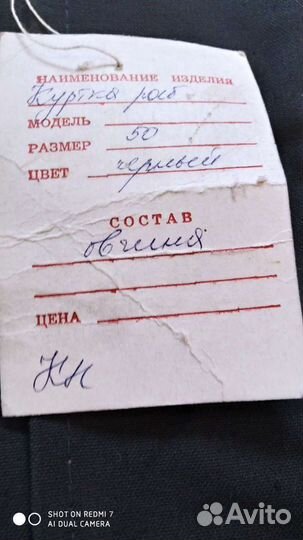 НАИМЕНОВАНИЕ ИЗДЕЛИЯ
Куртка раб
МОДЕЛЬ
РАЗМЕР 50
ЦВЕТ черный
СОСТАВ
овчина
ЦЕНА
КН
SHOT ON REDMI 7
AI DUAL CAMERA
Avito